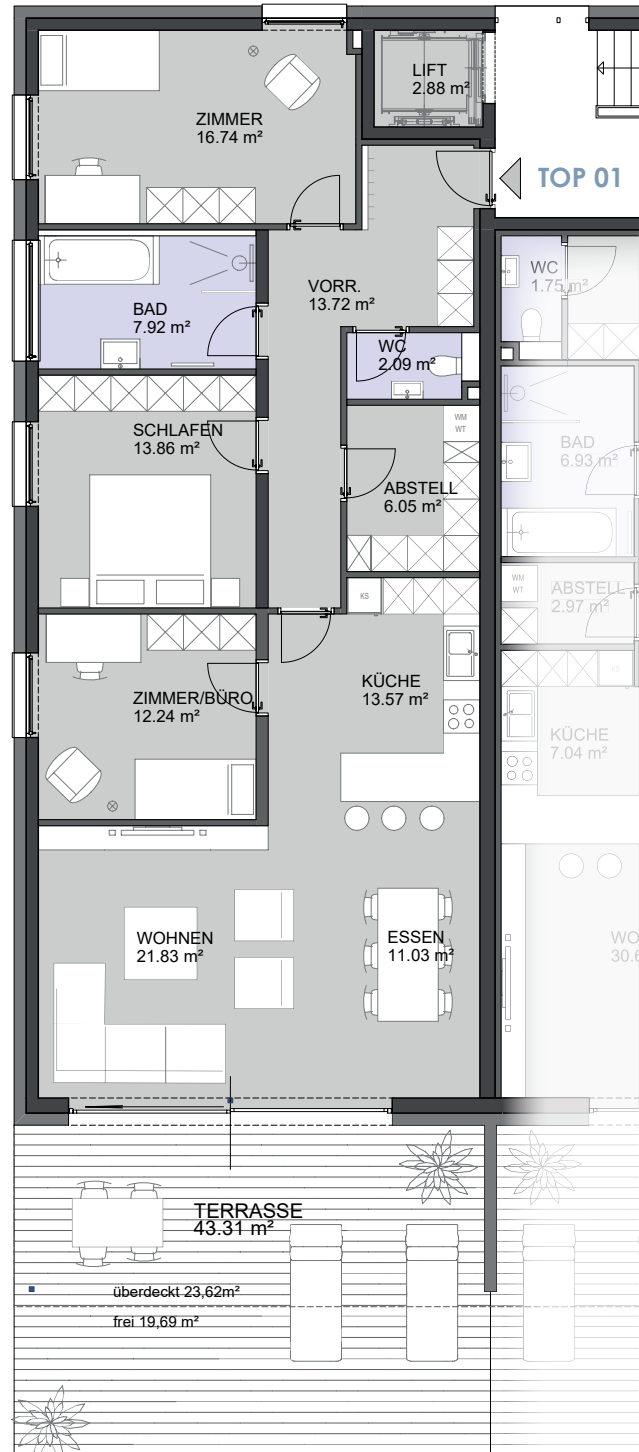 LIFT
2.88 m²
ZIMMER
16.74 m²
TOP 01
WC
1.75 m²
VORR.
13.72 m²
BAD
7.92 m²
WC
2.09 m²
WM
WT
SCHLAFEN
13.86 m²
BAD
6.93 m²
ABSTELL
6.05 m²
WM
WT
ABSTELL
2.97 m²
KS
KÜCHE
13.57 m²
KS
ZIMMER/BÜRO
12.24 m²
KÜCHE
7.04 m²
WOHNEN
21.83 m²
ESSEN
11.03 m²
WO
30.6
TERRASSE
43.31 m²
überdeckt 23,62m²
frei 19,69 m²